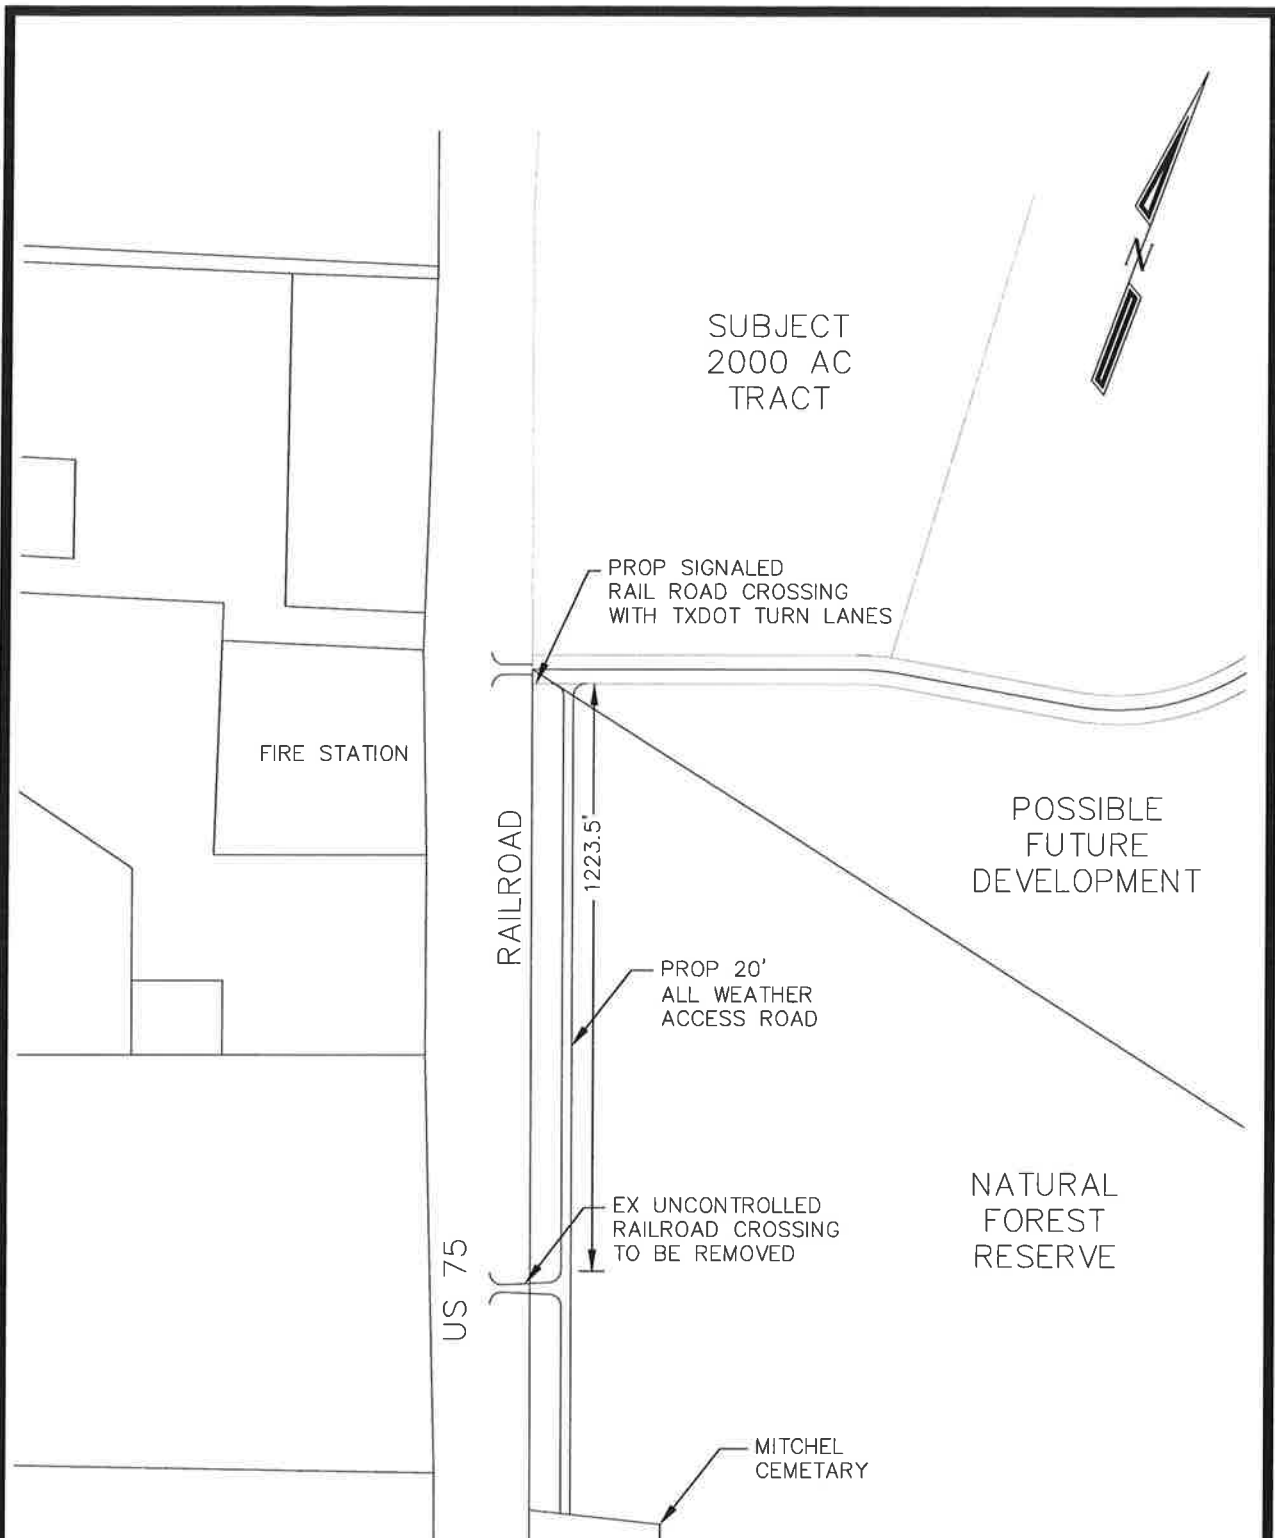 N
SUBJECT
2000 AC
TRACT
PROP SIGNALED
RAIL ROAD CROSSING
WITH TXDOT TURN LANES
FIRE STATION
RAILROAD
1223.5'
POSSIBLE
FUTURE
DEVELOPMENT
PROP 20'
ALL WEATHER
ACCESS ROAD
NATURAL
FOREST
RESERVE
EX UNCONTROLLED
RAILROAD CROSSING
TO BE REMOVED
US 75
MITCHEL
CEMETARY